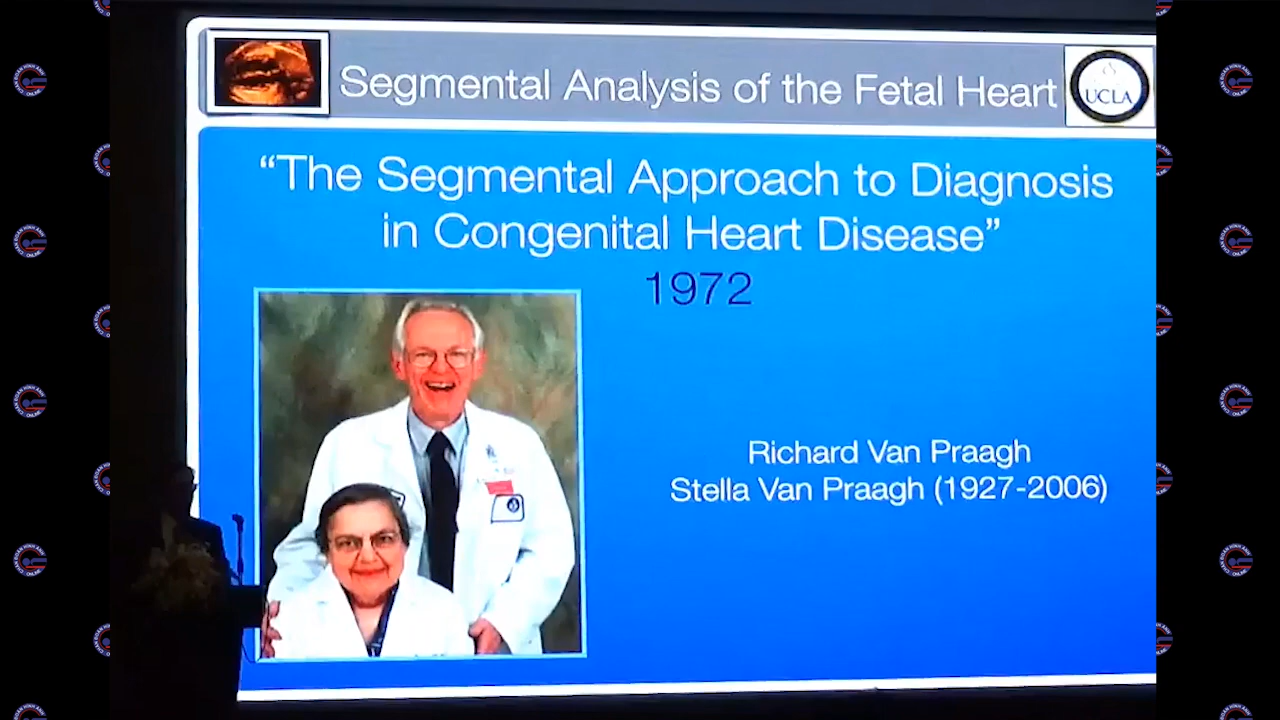 Segmental Analysis of the Fetal Heart
UCLA
“The Segmental Approach to Diagnosis
in Congenital Heart Disease”
1972
Richard Van Praagh
Stella Van Praagh (1927-2006)